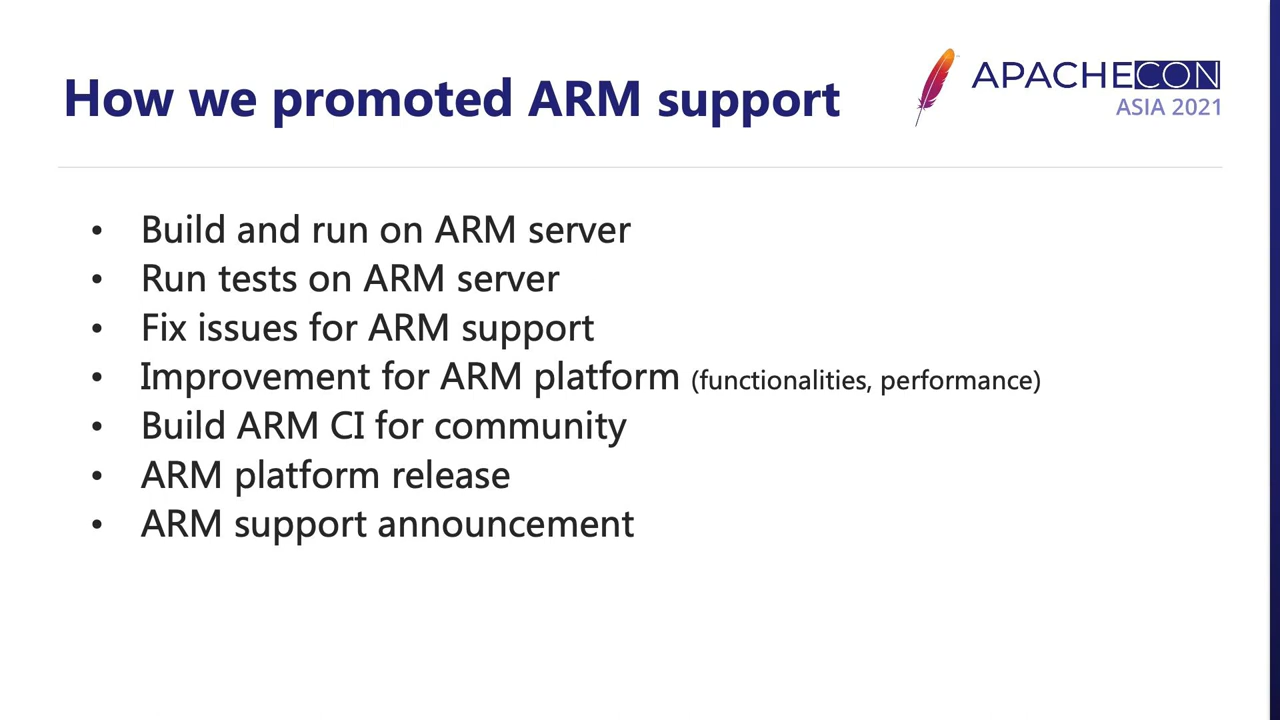 How we promoted ARM support
APACHECON
ASIA 2021
• Build and run on ARM server
• Run tests on ARM server
• Fix issues for ARM support
• Improvement for ARM platform (functionalities, performance)
• Build ARM CI for community
• ARM platform release
• ARM support announcement